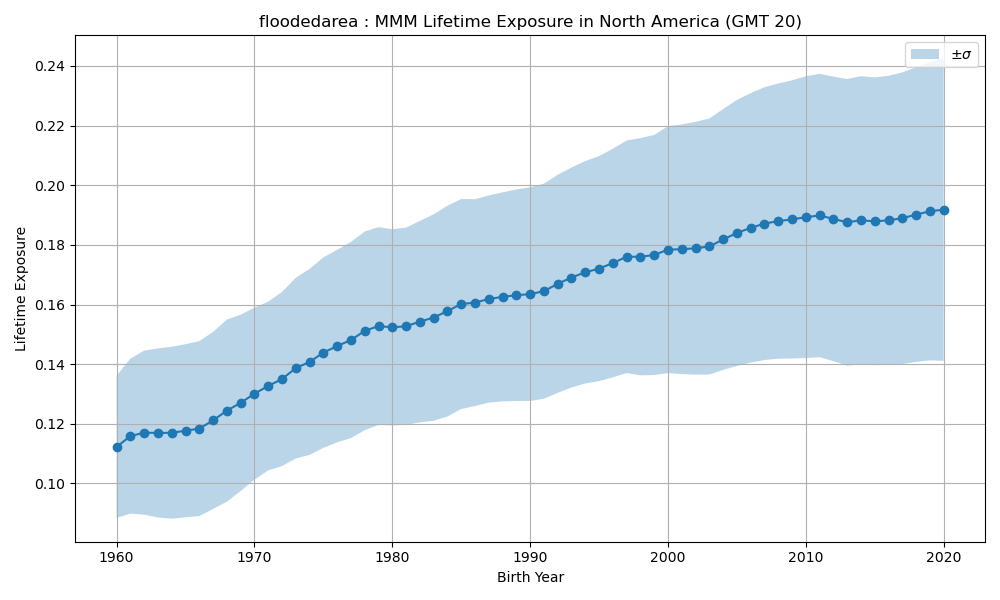 floodedarea : MMM Lifetime Exposure in North America (GMT 20)
±σ
Lifetime Exposure
0.24
0.22
0.20
0.18
0.16
0.14
0.12
0.10
1960 1970 1980 1990 2000 2010 2020
Birth Year